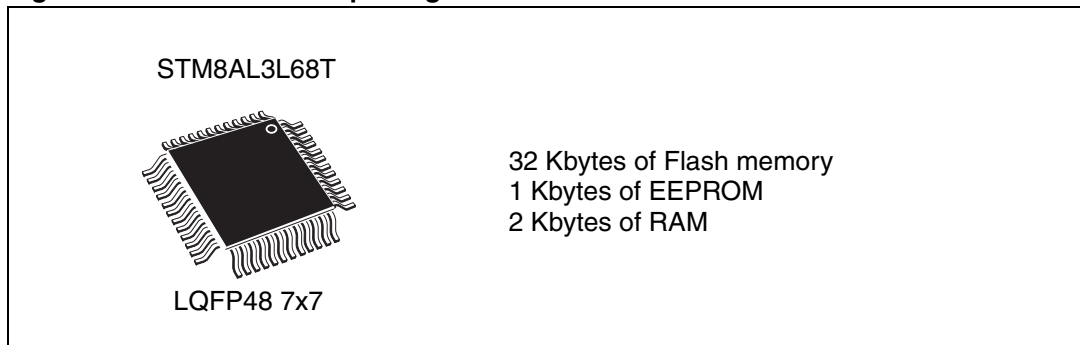 STM8AL3L68T
32 Kbytes of Flash memory
1 Kbytes of EEPROM
2 Kbytes of RAM
LQFP48 7x7